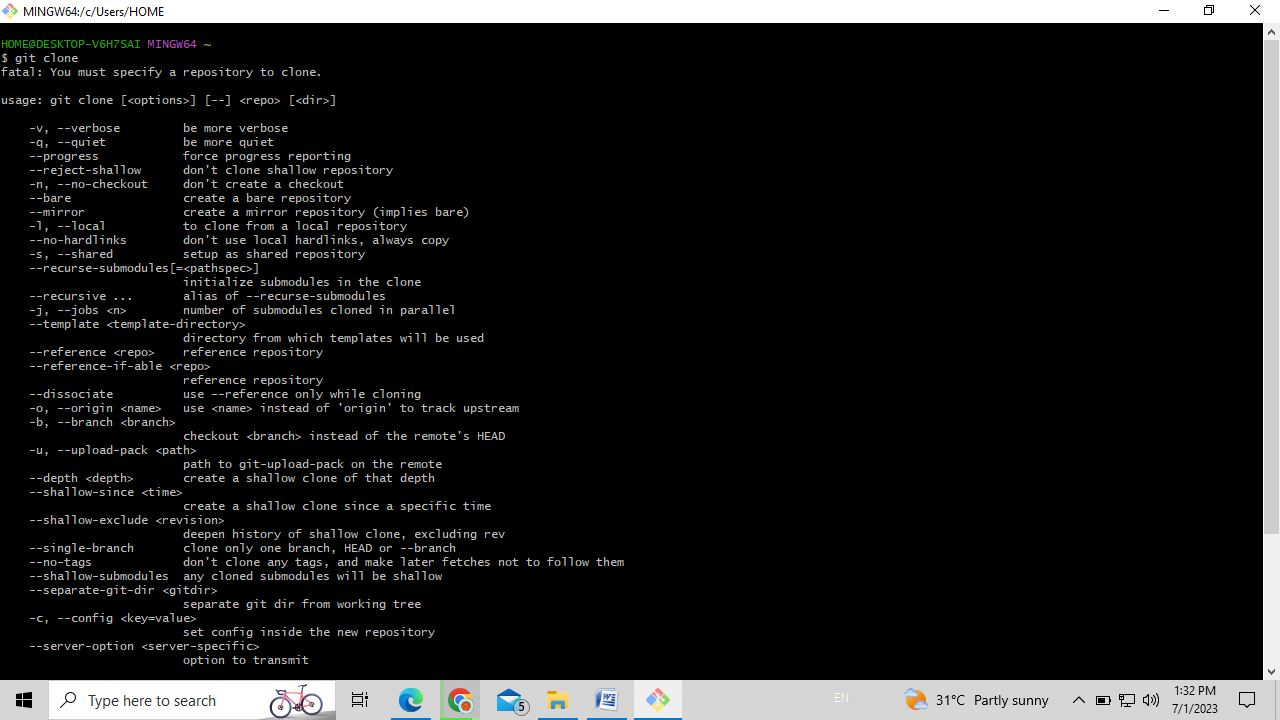 MINGW64:/c/Users/HOME
HOME@DESKTOP-V6H7SAI MINGW64 ~
$ git clone
fatal: You must specify a repository to clone.
usage: git clone [<options>] [--] <repo> [<dir>]
-v, --verbose be more verbose
-q, --quiet be more quiet
--progress force progress reporting
--reject-shallow don't clone shallow repository
-n, --no-checkout don't create a checkout
--bare create a bare repository
--mirror create a mirror repository (implies bare)
-l, --local to clone from a local repository
--no-hardlinks don't use local hardlinks, always copy
-s, --shared setup as shared repository
--recurse-submodules[=<pathspec>]
initialize submodules in the clone
--recursive ... alias of --recurse-submodules
-j, --jobs <n> number of submodules cloned in parallel
--template <template-directory>
directory from which templates will be used
--reference <repo> reference repository
--reference-if-able <repo>
reference repository
--dissociate use --reference only while cloning
-o, --origin <name> use <name> instead of 'origin' to track upstream
-b, --branch <branch>
checkout <branch> instead of the remote's HEAD
-u, --upload-pack <path>
path to git-upload-pack on the remote
--depth <depth> create a shallow clone of that depth
--shallow-since <time>
create a shallow clone since a specific time
--shallow-exclude <revision>
deepen history of shallow clone, excluding rev
--single-branch clone only one branch, HEAD or --branch
--no-tags don't clone any tags, and make later fetches not to follow them
--shallow-submodules any cloned submodules will be shallow
--separate-git-dir <gitdir>
separate git dir from working tree
-c, --config <key=value>
set config inside the new repository
--server-option <server-specific>
option to transmit
Type here to search
5
EN
31°C Partly sunny
1:32 PM
7/1/2023